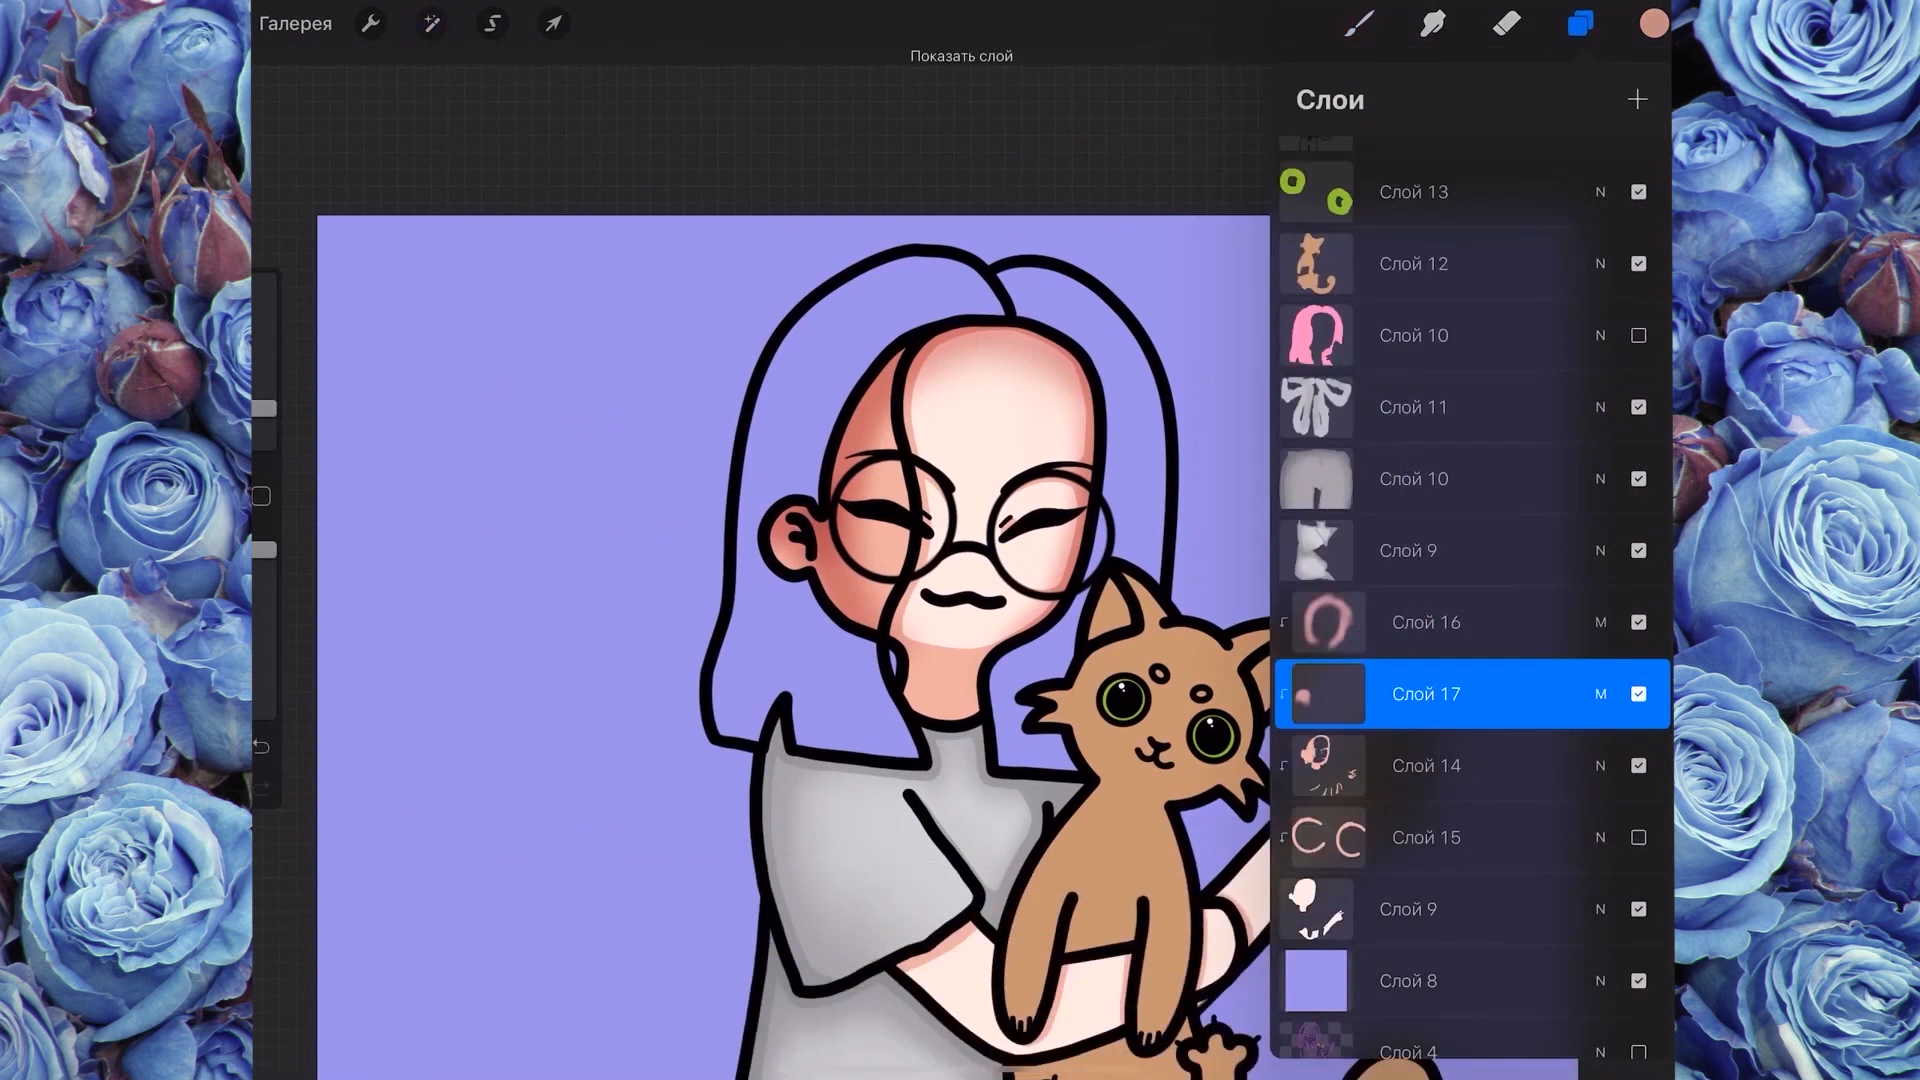 Галерея
Показать слой
Слои
Слой 13 N
Слой 12 N
Слой 10 N
Слой 11 N
Слой 10 N
Слой 9 N
Слой 16 M
Слой 17 M
Слой 14 N
Слой 15 N
Слой 9 N
Слой 8 N
Слой 4 N